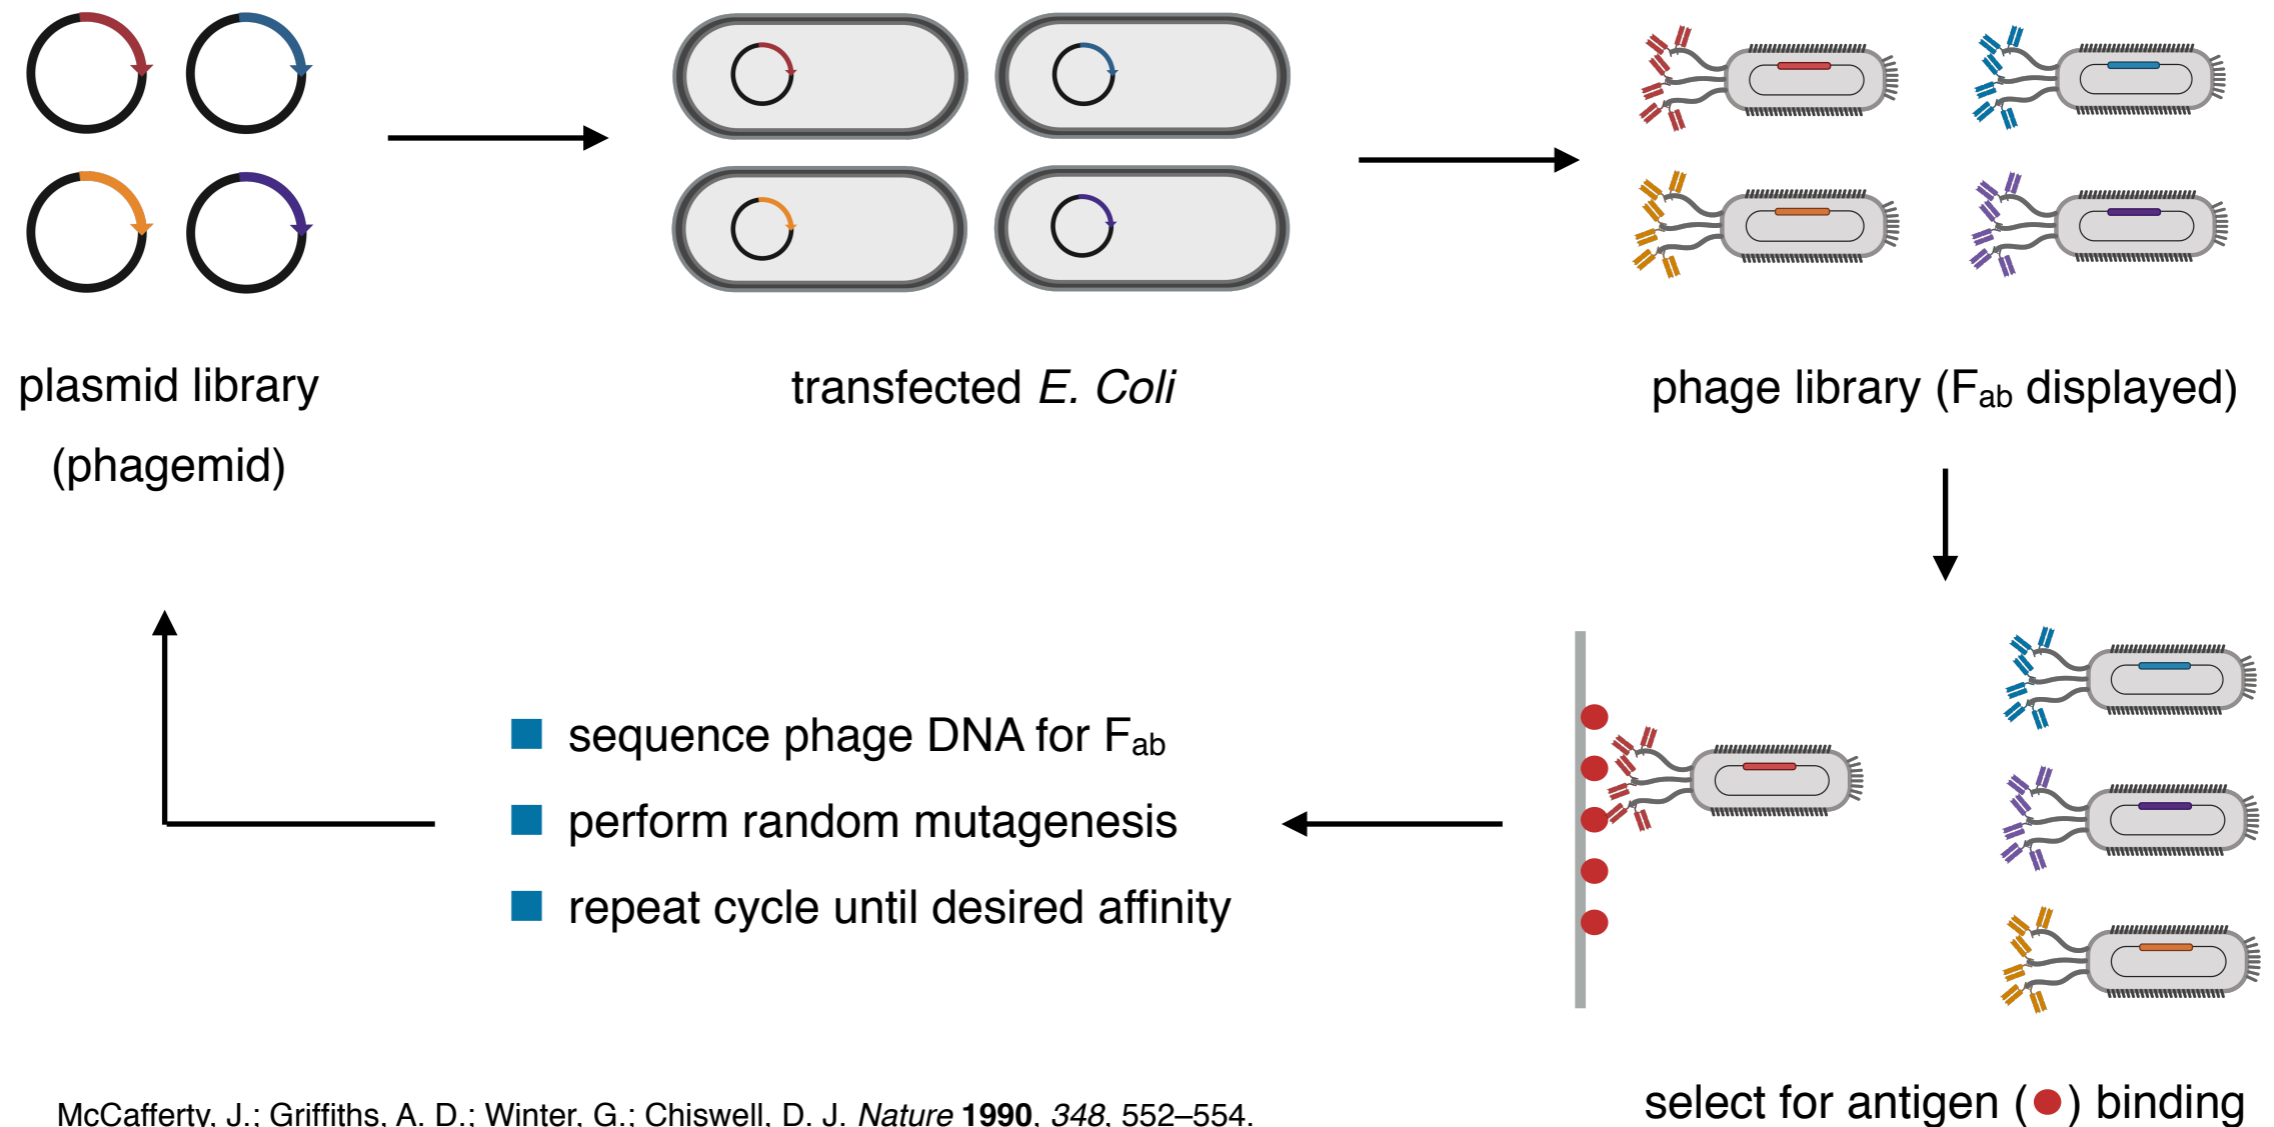 plasmid library
(phagemid)
transfected E. Coli
phage library (Fab displayed)
sequence phage DNA for Fab
perform random mutagenesis
repeat cycle until desired affinity
select for antigen ( ) binding
McCafferty, J.; Griffiths, A. D.; Winter, G.; Chiswell, D. J. Nature 1990, 348, 552–554.